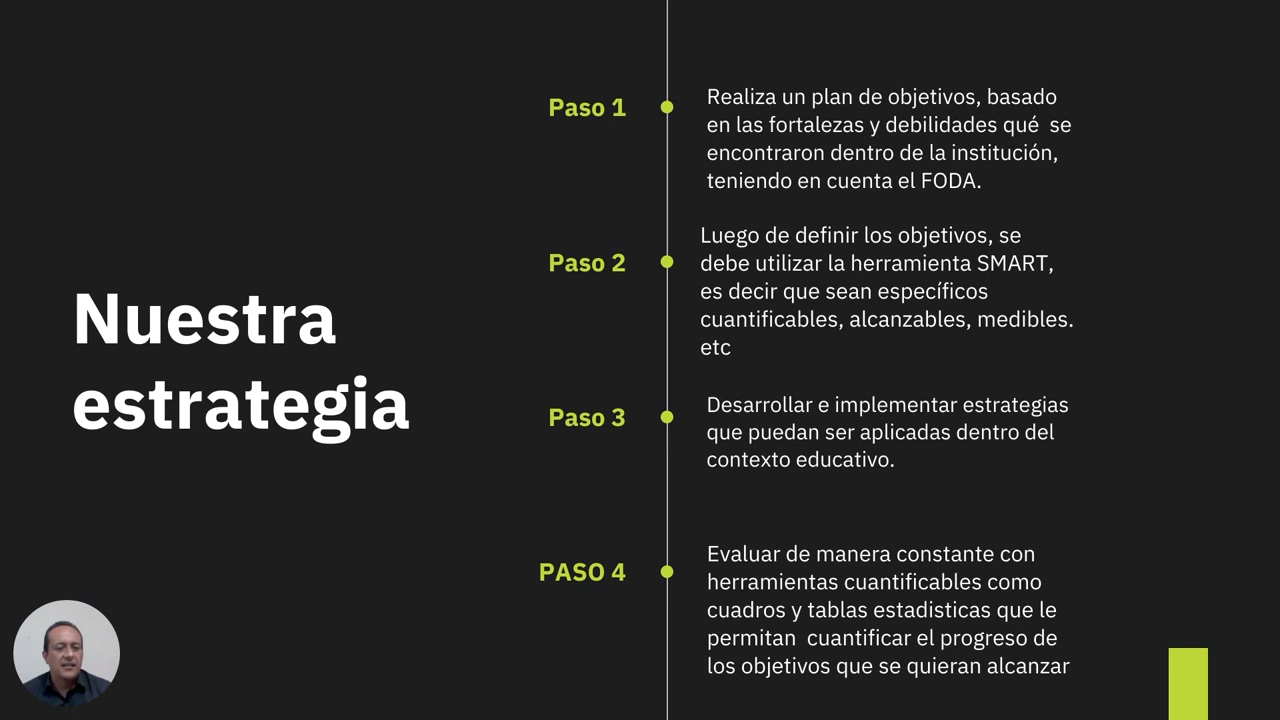 Nuestra
estrategia
Paso 1
Realiza un plan de objetivos, basado
en las fortalezas y debilidades qué  se
encontraron dentro de la institución,
teniendo en cuenta el FODA.
Paso 2
Luego de definir los objetivos, se
debe utilizar la herramienta SMART,
es decir que sean específicos
cuantificables, alcanzables, medibles.
etc
Paso 3
Desarrollar e implementar estrategias
que puedan ser aplicadas dentro del
contexto educativo.
PASO 4
Evaluar de manera constante con
herramientas cuantificables como
cuadros y tablas estadisticas que le
permitan  cuantificar el progreso de
los objetivos que se quieran alcanzar